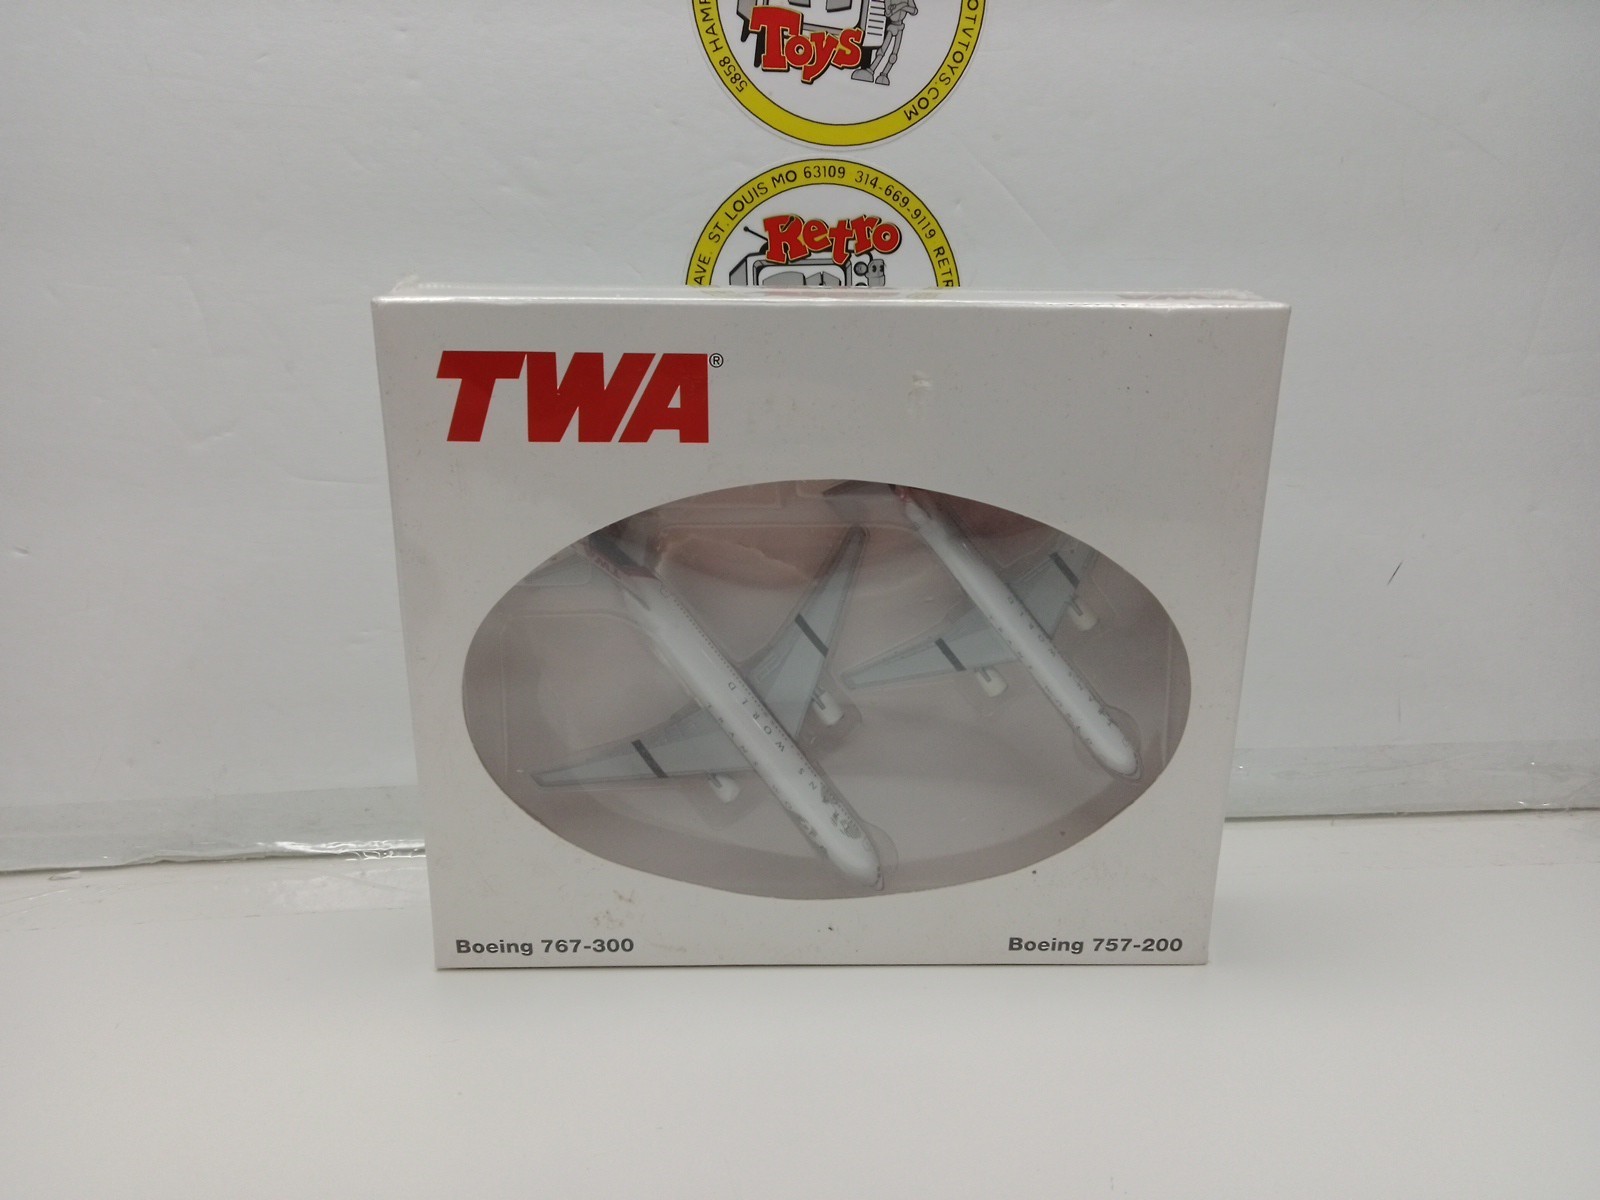 Toys
5858 HAMP
OTVTOYS.COM
AVE. ST. LOUIS MO 63109 314-669-9119 RETR
Retro
TWA®
WORLD
Boeing 767-300
Boeing 757-200